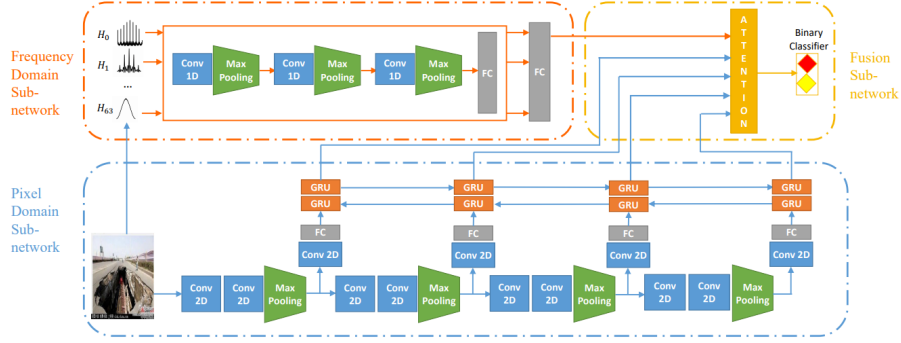 Frequency
Domain
Sub-
network
H0
H1
...
H63
Conv
1D
Max
Pooling
Conv
1D
Max
Pooling
Conv
1D
Max
Pooling
FC
FC
ATTENTION
Binary
Classifier
Fusion
Sub-
network
Pixel
Domain
Sub-
network
GRU
GRU
FC
Conv 2D
GRU
GRU
FC
Conv 2D
GRU
GRU
FC
Conv 2D
GRU
GRU
FC
Conv 2D
Conv
2D
Conv
2D
Max
Pooling
Conv
2D
Conv
2D
Max
Pooling
Conv
2D
Conv
2D
Max
Pooling
Conv
2D
Conv
2D
Max
Pooling